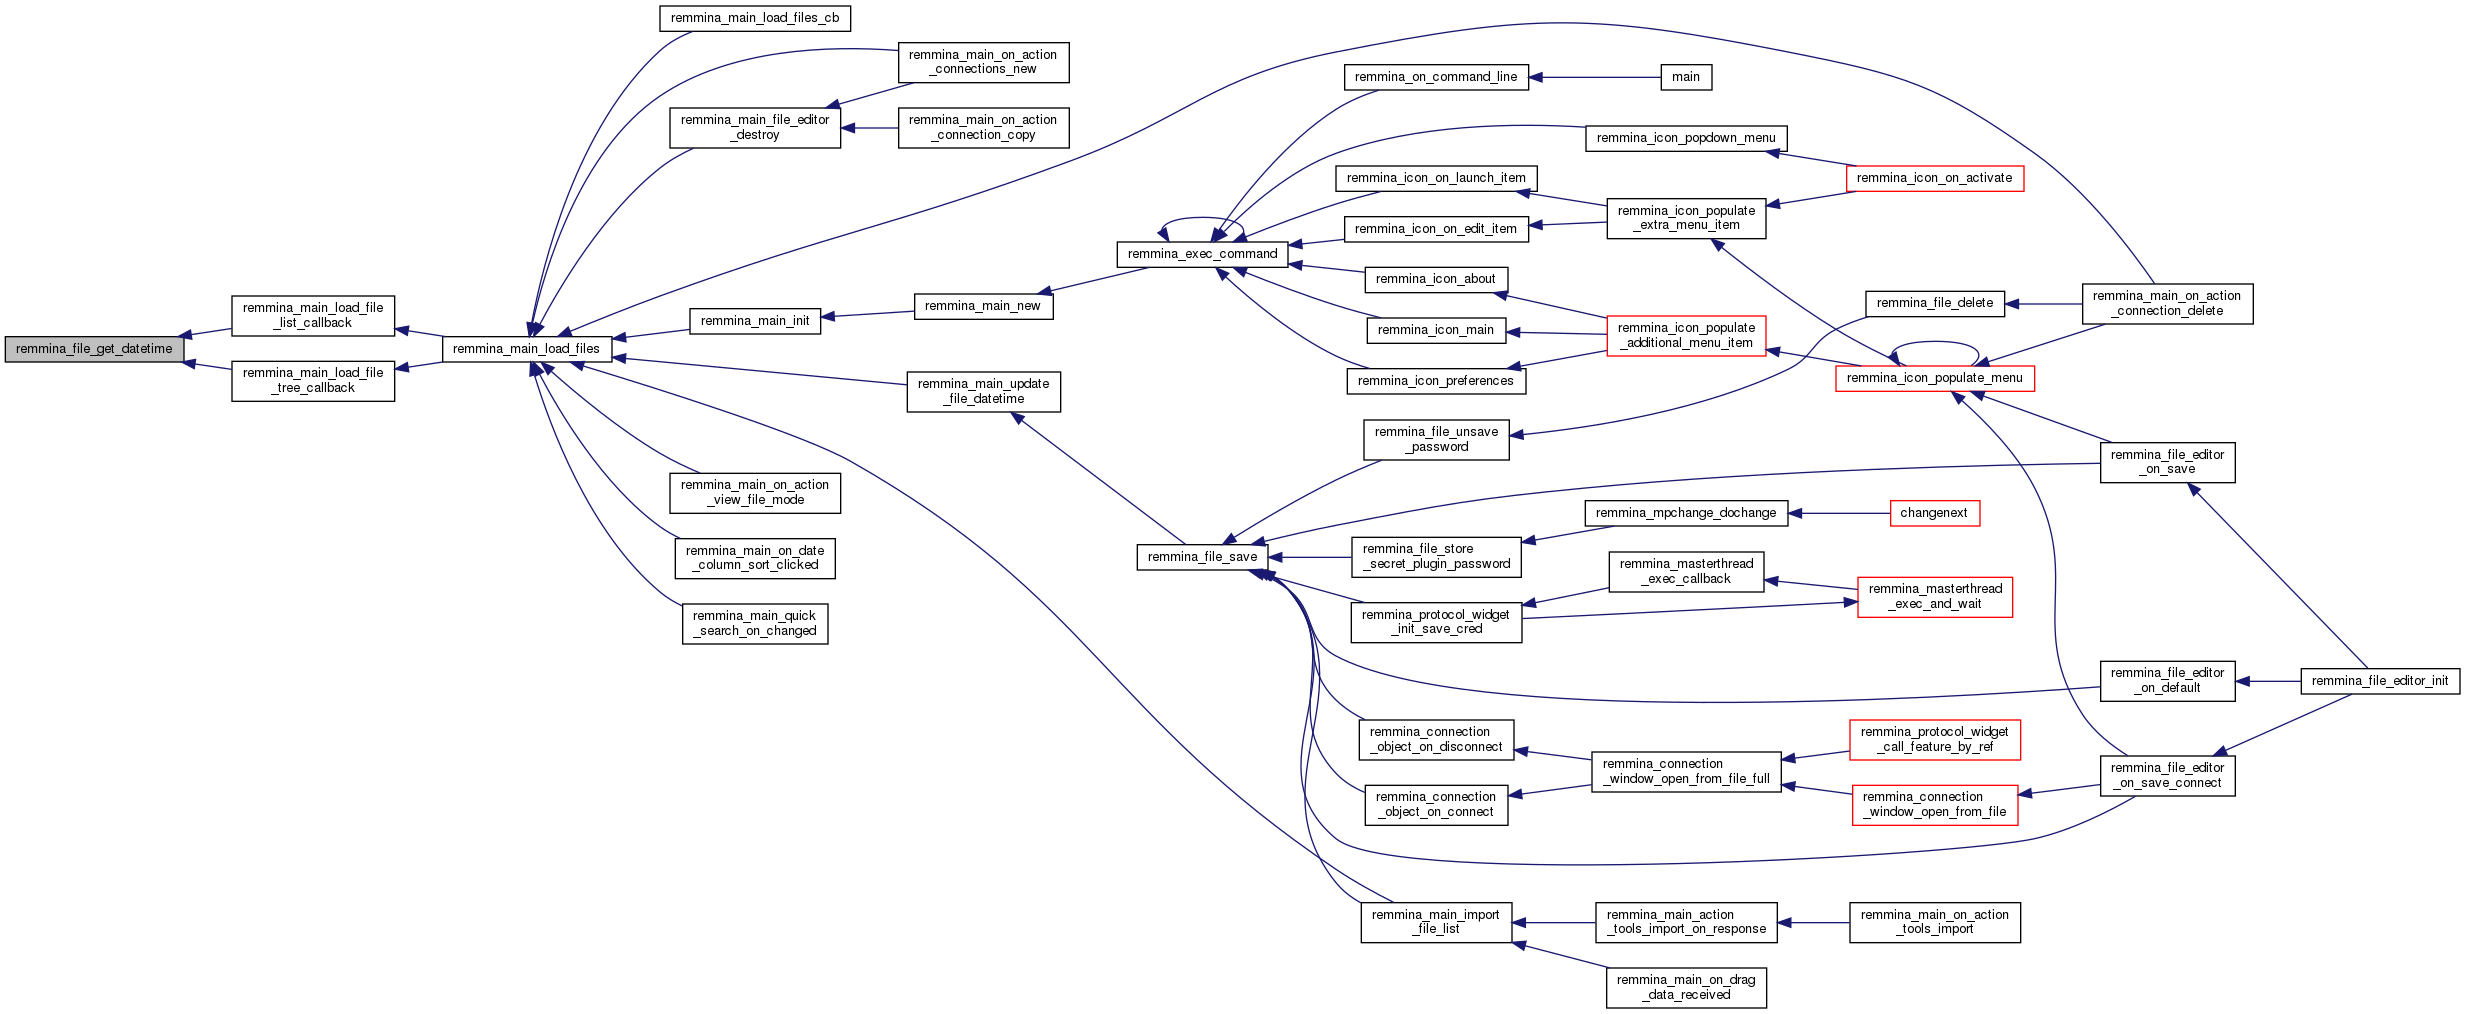 remmina_file_get_datetime
remmina_main_load_file
_list_callback
remmina_main_load_file
_tree_callback
remmina_main_load_files
remmina_main_load_files_cb
remmina_main_on_action
_connections_new
remmina_main_file_editor
_destroy
remmina_main_on_action
_connection_copy
remmina_main_init
remmina_main_new
remmina_main_update
_file_datetime
remmina_main_on_action
_view_file_mode
remmina_main_on_date
_column_sort_clicked
remmina_main_quick
_search_on_changed
remmina_exec_command
remmina_file_save
remmina_on_command_line
main
remmina_icon_popdown_menu
remmina_icon_on_launch_item
remmina_icon_on_activate
remmina_icon_on_edit_item
remmina_icon_populate
_extra_menu_item
remmina_icon_about
remmina_icon_main
remmina_icon_populate
_additional_menu_item
remmina_icon_preferences
remmina_file_delete
remmina_main_on_action
_connection_delete
remmina_icon_populate_menu
remmina_file_unsave
_password
remmina_file_editor
_on_save
remmina_mpchange_dochange
changenext
remmina_file_store
_secret_plugin_password
remmina_masterthread
_exec_callback
remmina_masterthread
_exec_and_wait
remmina_protocol_widget
_init_save_cred
remmina_file_editor
_on_default
remmina_file_editor_init
remmina_connection
_object_on_disconnect
remmina_connection
_window_open_from_file_full
remmina_protocol_widget
_call_feature_by_ref
remmina_connection
_object_on_connect
remmina_connection
_window_open_from_file
remmina_file_editor
_on_save_connect
remmina_main_import
_file_list
remmina_main_action
_tools_import_on_response
remmina_main_on_action
_tools_import
remmina_main_on_drag
_data_received